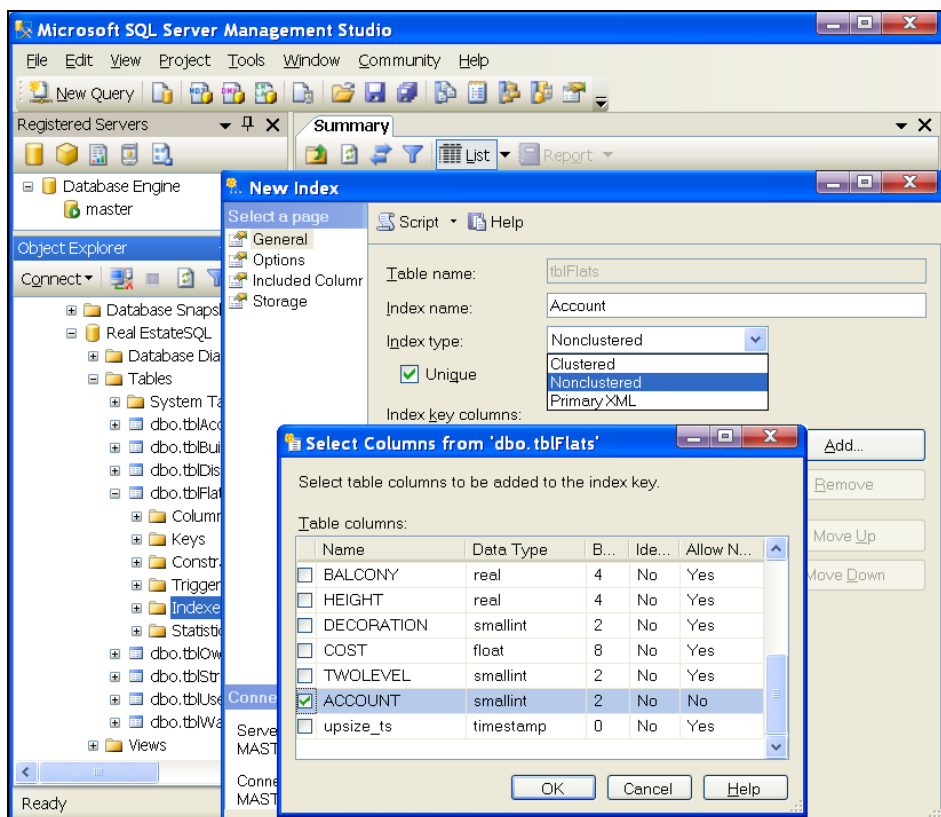 Microsoft SQL Server Management Studio
File Edit View Project Tools Window Community Help
New Query
Registered Servers
Summary
List Report
Database Engine
master
Object Explorer
Connect
Database Snaps
Real EstateSQL
Database Dia
Tables
System Ta
dbo.tblAcc
dbo.tblBui
dbo.tblDis
dbo.tblFlat
Column
Keys
Constr
Trigger
Indexe
Statistic
dbo.tblOw
dbo.tblStr
dbo.tblUse
dbo.tblWa
Views
Ready
New Index
Select a page
General
Options
Included Column
Storage
Script Help
Table name: tblFlats
Index name: Account
Index type: Nonclustered
Clustered
Nonclustered
Primary XML
Unique
Index key columns:
Add...
Remove
Move Up
Move Down
Conne
Serve
MAST
Conne
MAST
Select Columns from 'dbo.tblFlats'
Select table columns to be added to the index key.
Table columns:
Name Data Type B... Ide... Allow N...
BALCONY real 4 No Yes
HEIGHT real 4 No Yes
DECORATION smallint 2 No Yes
COST float 8 No Yes
TWOLEVEL smallint 2 No Yes
ACCOUNT smallint 2 No No
upsize_ts timestamp 0 No Yes
OK Cancel Help